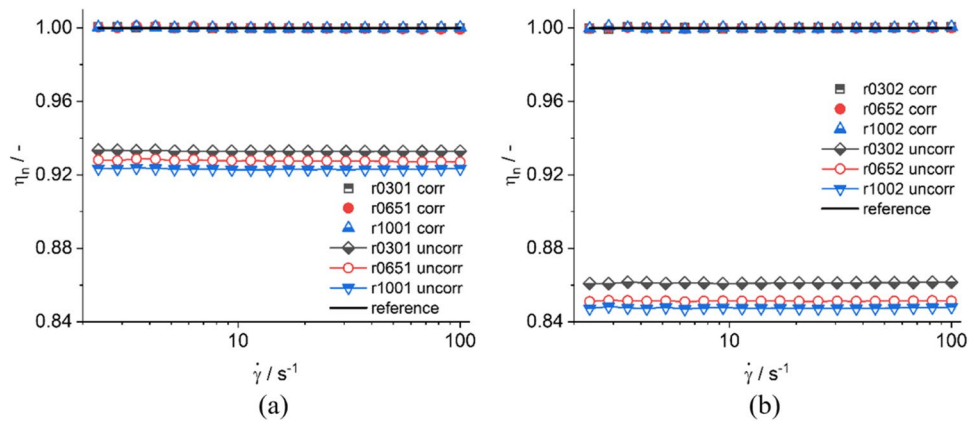 1.00
0.96
0.92
0.88
0.84
ηn / -
r0301 corr
r0651 corr
r1001 corr
r0301 uncorr
r0651 uncorr
r1001 uncorr
reference
10
100
γ̇ / s-1
(a)
1.00
0.96
0.92
0.88
0.84
ηn / -
r0302 corr
r0652 corr
r1002 corr
r0302 uncorr
r0652 uncorr
r1002 uncorr
reference
10
100
γ̇ / s-1
(b)